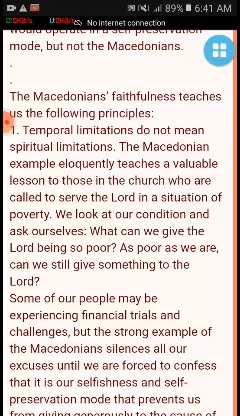 0KB/s 0KB/s 89% 6:41 AM
No internet connection
would operate in a self-preservation
mode, but not the Macedonians.
.
.
The Macedonians' faithfulness teaches
us the following principles:
1. Temporal limitations do not mean
spiritual limitations. The Macedonian
example eloquently teaches a valuable
lesson to those in the church who are
called to serve the Lord in a situation of
poverty. We look at our condition and
ask ourselves: What can we give the
Lord being so poor? As poor as we are,
can we still give something to the
Lord?
Some of our people may be
experiencing financial trials and
challenges, but the strong example of
the Macedonians silences all our
excuses until we are forced to confess
that it is our selfishness and self-
preservation mode that prevents us
from giving generously to the cause of